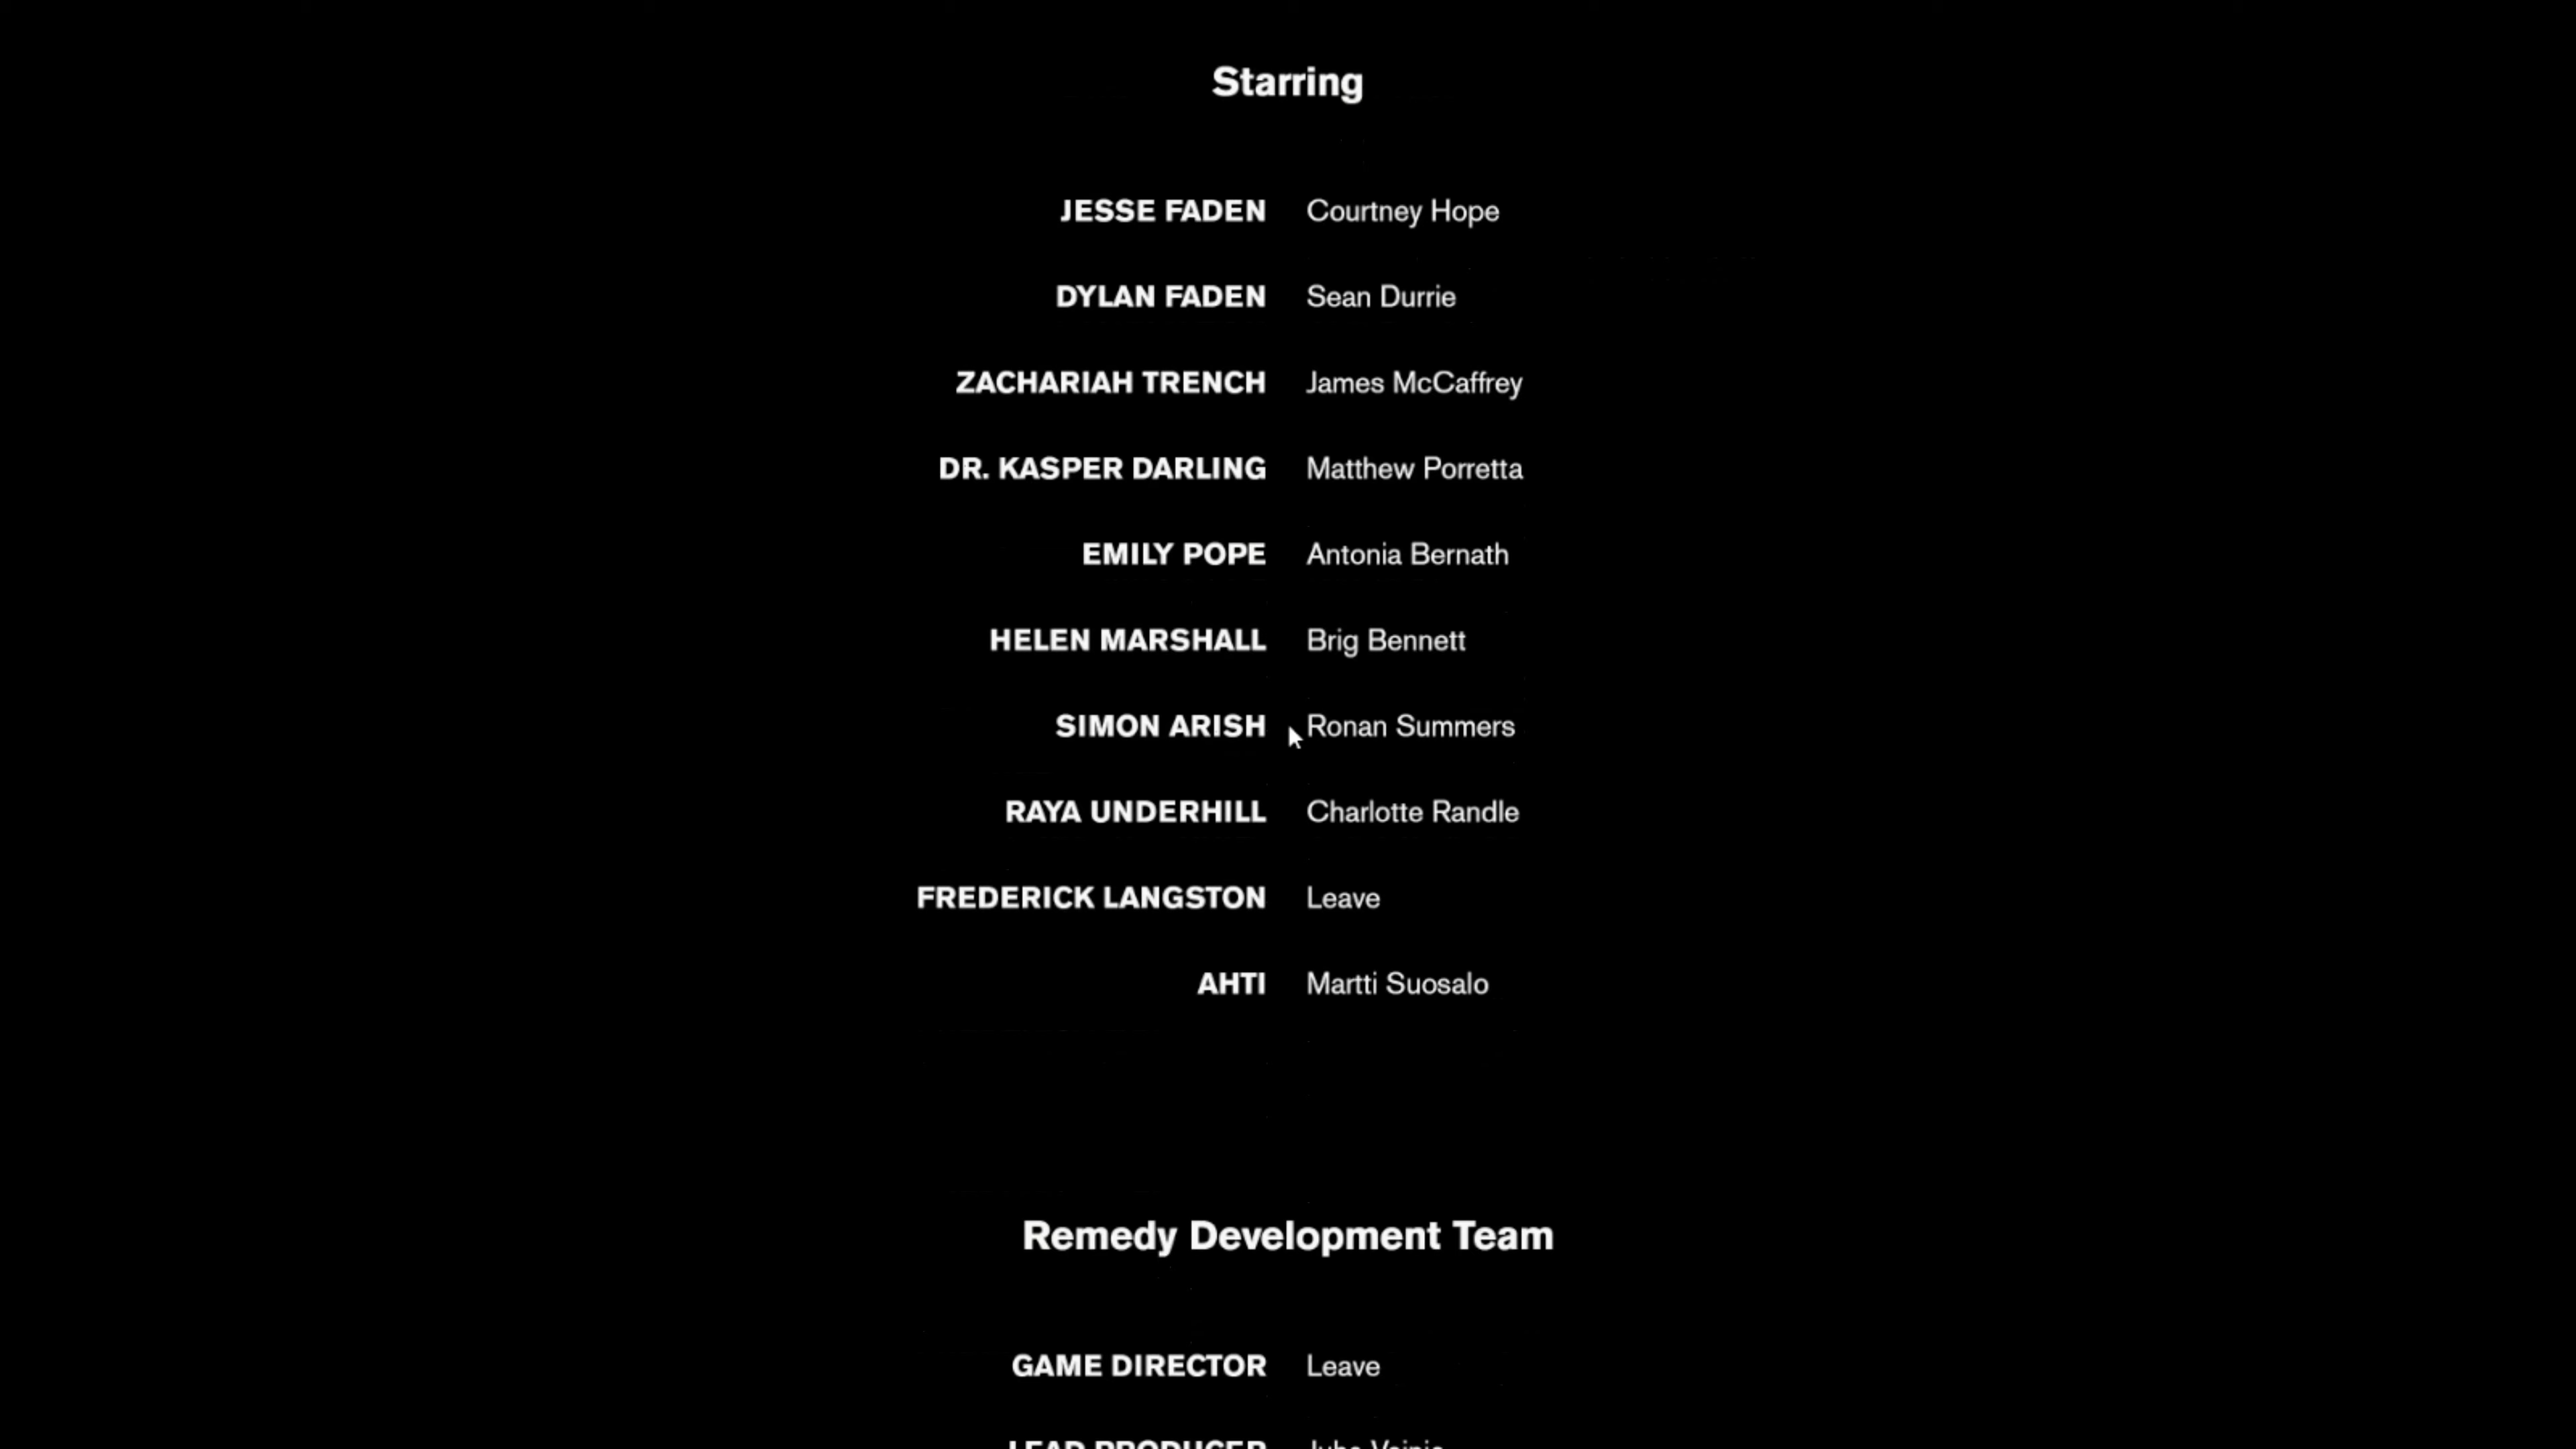 Starring
JESSE FADEN Courtney Hope
DYLAN FADEN Sean Durrie
ZACHARIAH TRENCH James McCaffrey
DR. KASPER DARLING Matthew Porretta
EMILY POPE Antonia Bernath
HELEN MARSHALL Brig Bennett
SIMON ARISH Ronan Summers
RAYA UNDERHILL Charlotte Randle
FREDERICK LANGSTON Leave
AHTI Martti Suosalo
Remedy Development Team
GAME DIRECTOR Leave
LEAD PRODUCER